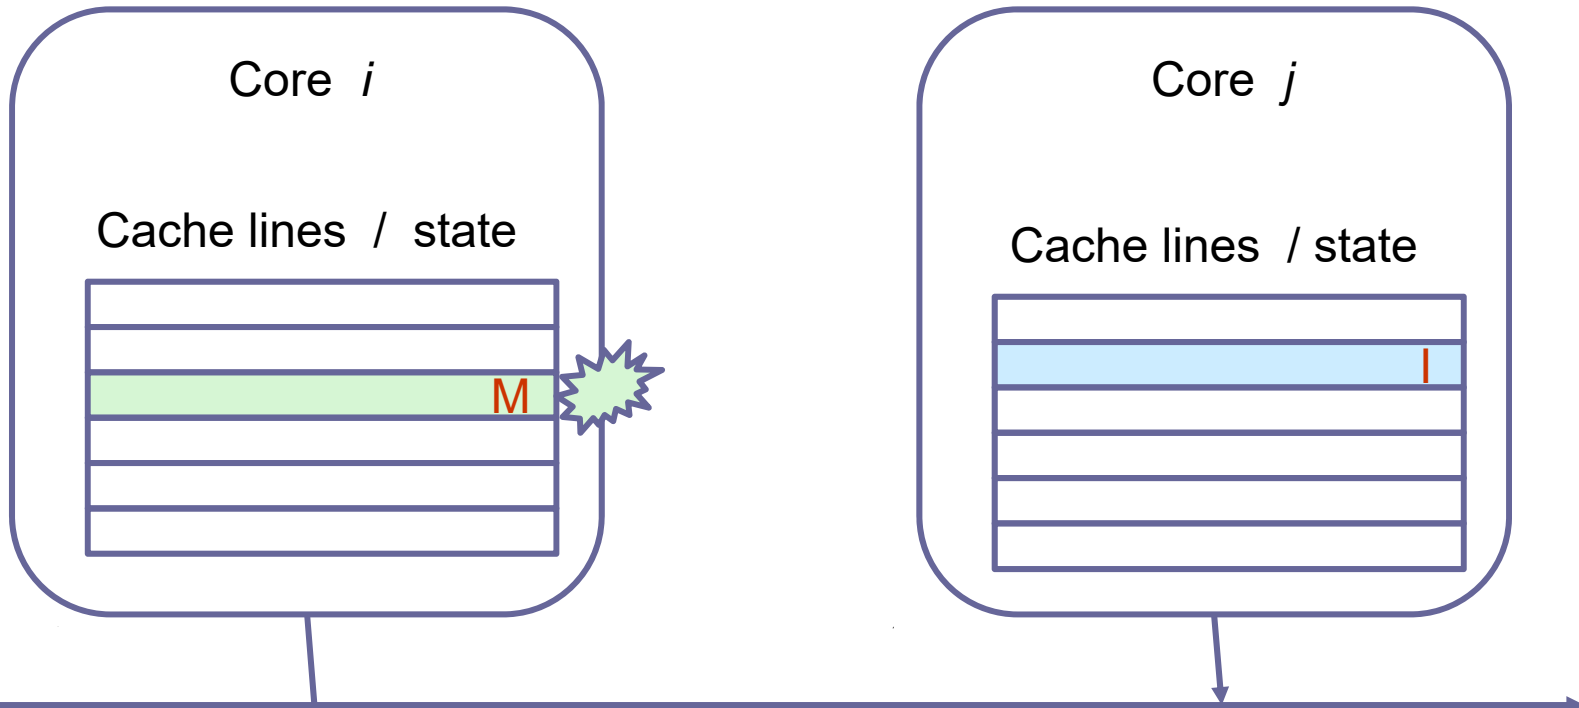 Core i
Core j
Cache lines / state
Cache lines / state
M
I